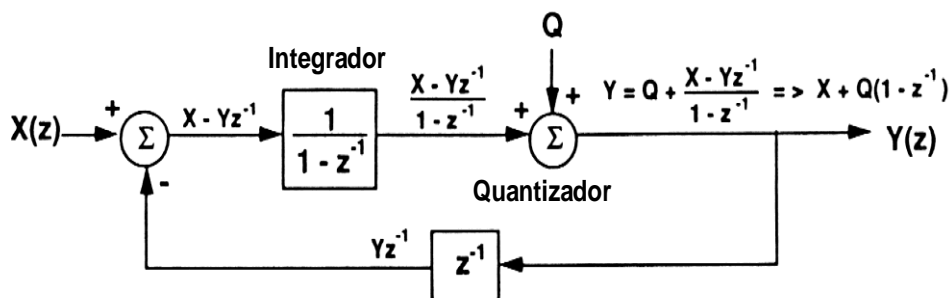 Q
Integrador
X(z)
+
Σ
-
X - Yz⁻¹
1
1 - z⁻¹
X - Yz⁻¹
1 - z⁻¹
+
+
Σ
Quantizador
Y = Q + X - Yz⁻¹ / 1 - z⁻¹ = > X + Q(1 - z⁻¹)
Y(z)
Yz⁻¹
z⁻¹